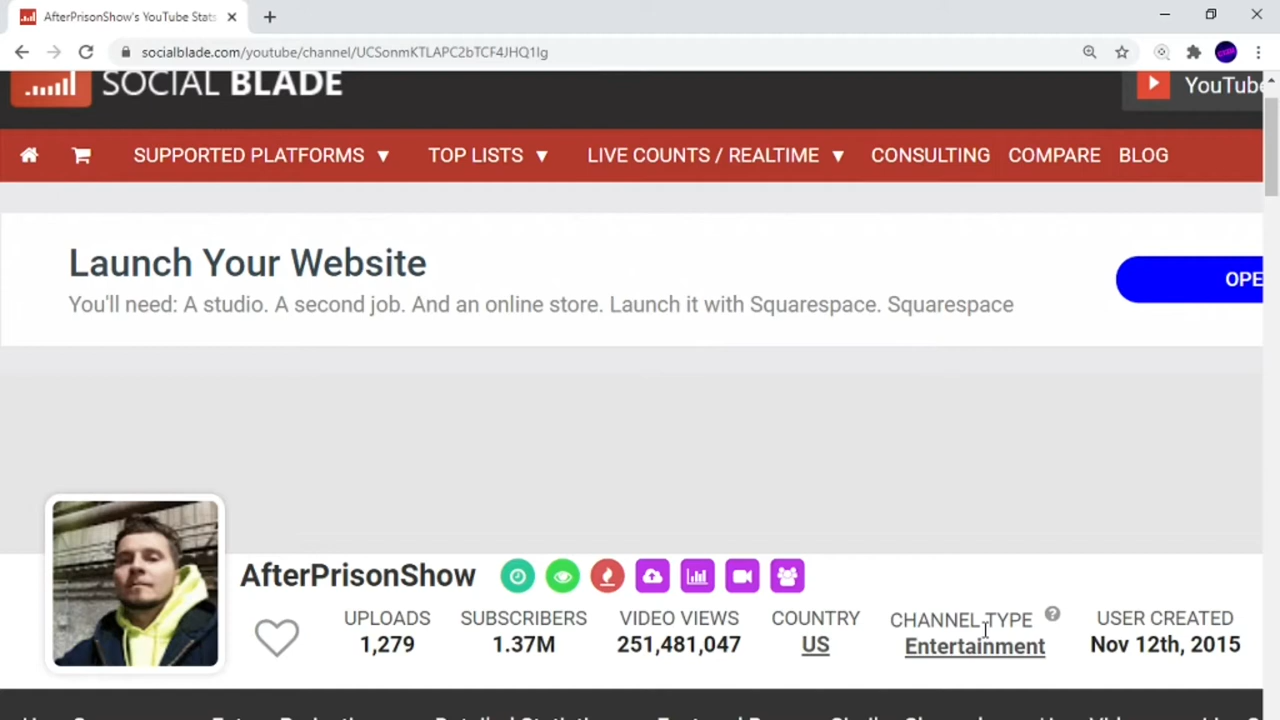 AfterPrisonShow's YouTube Stats
socialblade.com/youtube/channel/UCSonmKTLAPC2bTCF4JHQ1lg
SOCIAL BLADE
YouTube
SUPPORTED PLATFORMS ▼ TOP LISTS ▼ LIVE COUNTS / REALTIME ▼ CONSULTING COMPARE BLOG
Launch Your Website
You'll need: A studio. A second job. And an online store. Launch it with Squarespace. Squarespace
OPE
AfterPrisonShow
UPLOADS SUBSCRIBERS VIDEO VIEWS COUNTRY CHANNEL TYPE USER CREATED
1,279 1.37M 251,481,047 US Entertainment Nov 12th, 2015